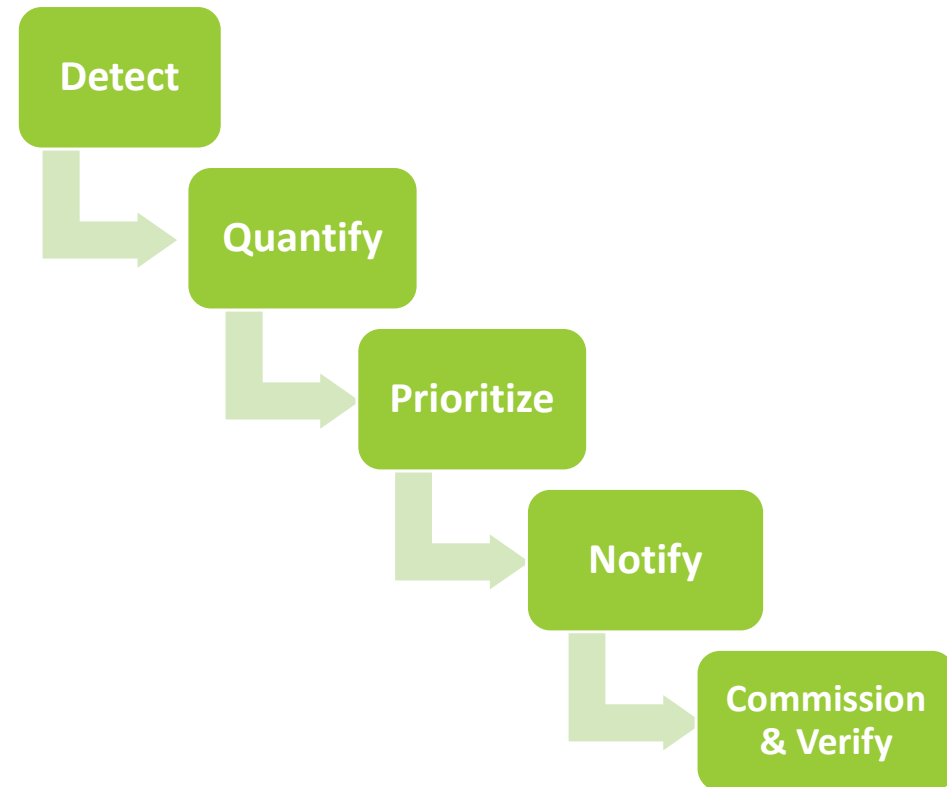 Detect
Quantify
Prioritize
Notify
Commission
& Verify